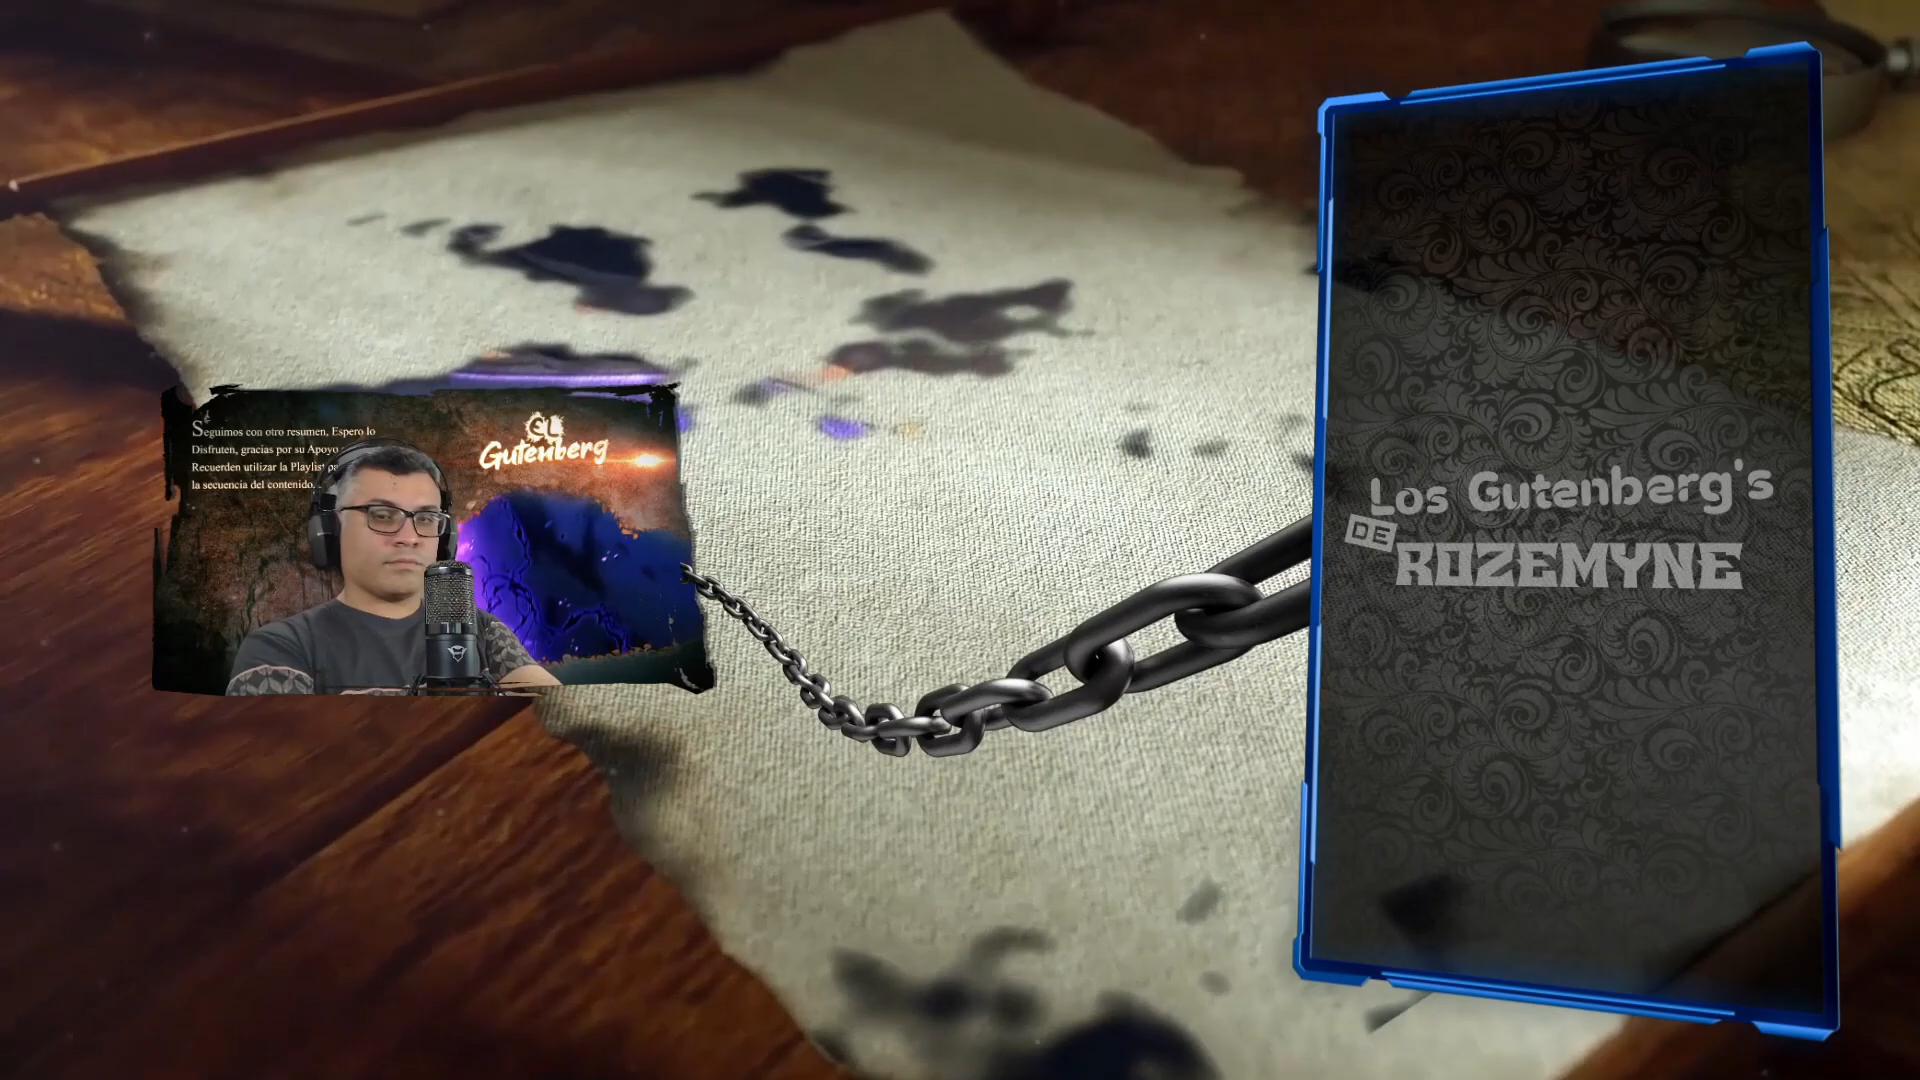 Seguimos con otro resumen, Espero lo
Disfruten, gracias por su Apoyo
Recuerden utilizar la Playlist
la secuencia del contenido.
EL
Gutenberg
Los Gutenberg's
DE
ROZEMYNE